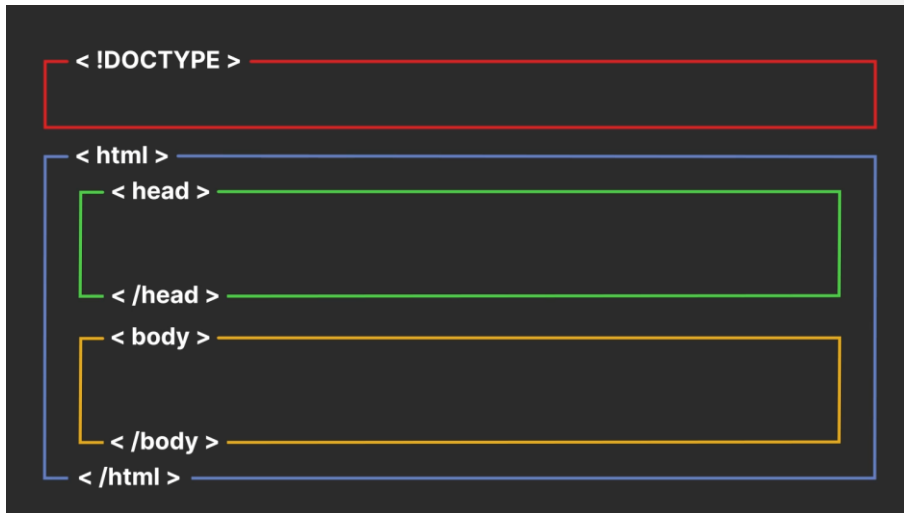 < !DOCTYPE >
< html >
< head >
< /head >
< body >
< /body >
< /html >